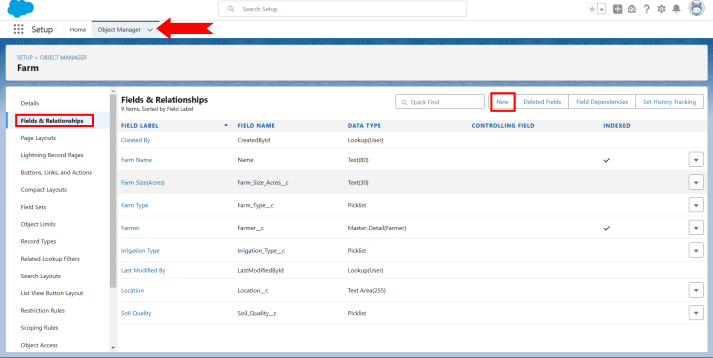 Search Setup
Setup Home Object Manager
SETUP > OBJECT MANAGER
Farm
Details
Fields & Relationships
Page Layouts
Lightning Record Pages
Buttons, Links, and Actions
Compact Layouts
Field Sets
Object Limits
Record Types
Related Lookup Filters
Search Layouts
List View Button Layout
Restriction Rules
Scoping Rules
Object Access
Fields & Relationships
9 Items, Sorted by Field Label
Quick Find New Deleted Fields Field Dependencies Set History Tracking
FIELD LABEL FIELD NAME DATA TYPE CONTROLLING FIELD INDEXED
Created By CreatedById Lookup(User)
Farm Name Name Text(80)
Farm Size(Acres) Farm_Size_Acres__c Text(30)
Farm Type Farm_Type__c Picklist
Farmer Farmer__c Master-Detail(Farmer)
Irrigation Type Irrigation_Type__c Picklist
Last Modified By LastModifiedById Lookup(User)
Location Location__c Text Area(255)
Soil Quality Soil_Quality__c Picklist